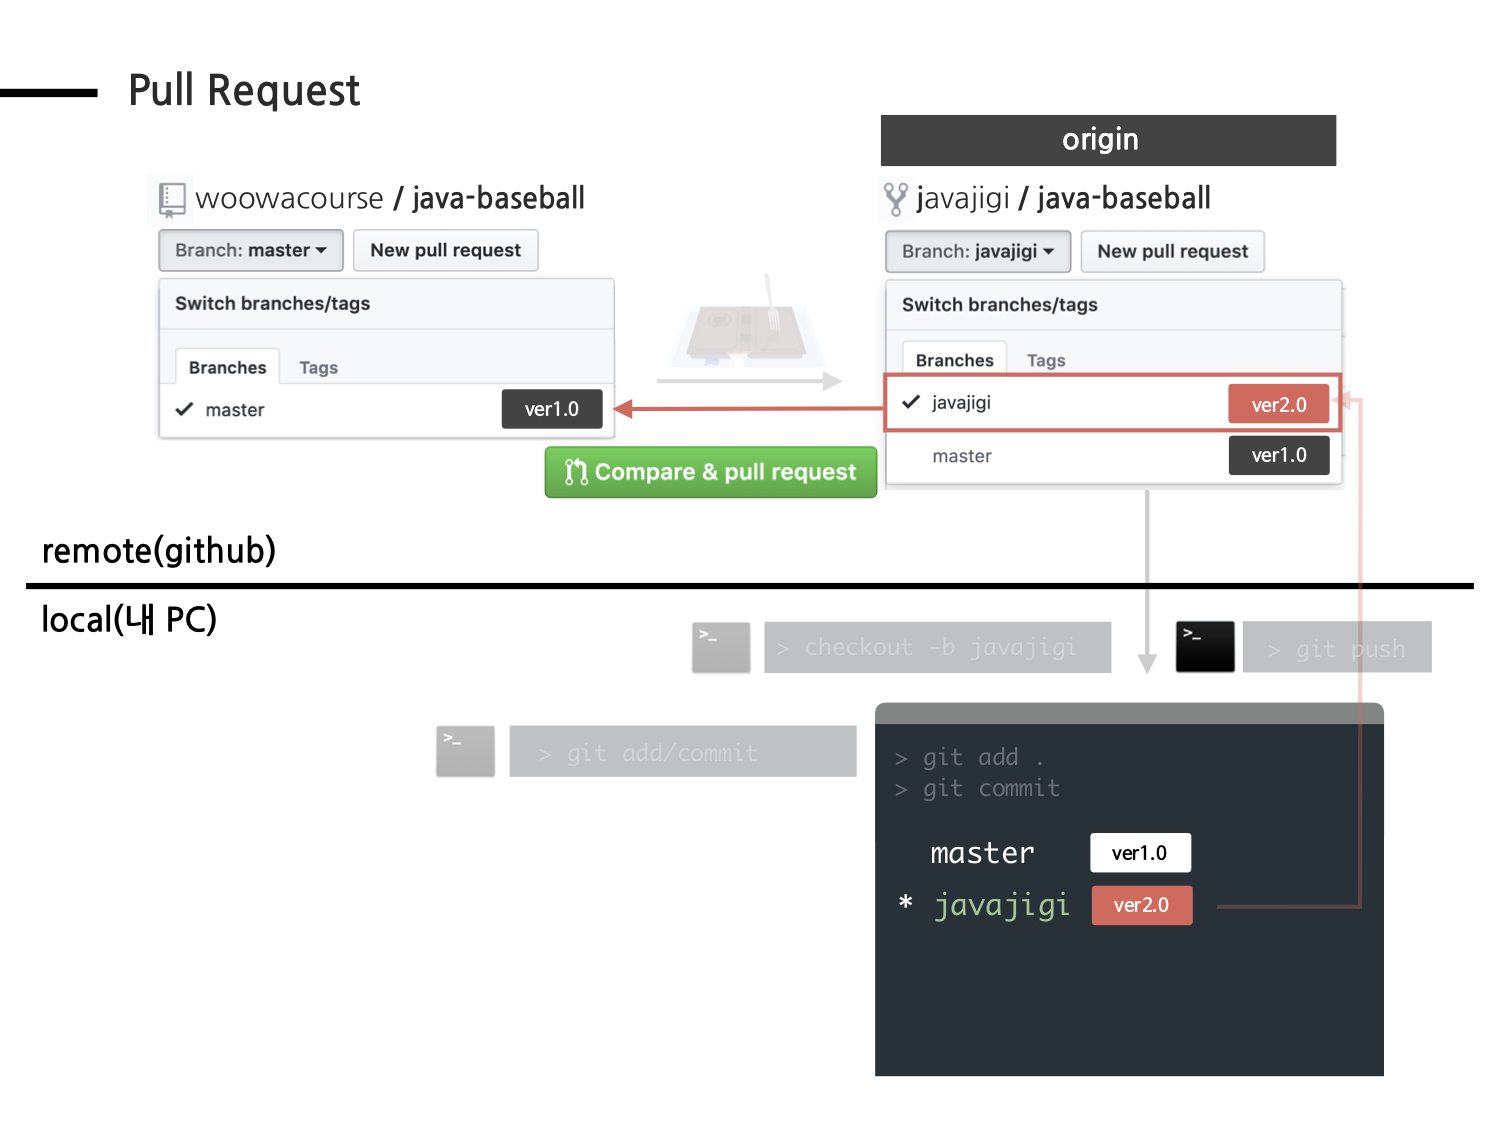 Pull Request
origin
woowacourse / java-baseball
Branch: master
New pull request
Switch branches/tags
Branches
Tags
master
ver1.0
javajigi / java-baseball
Branch: javajigi
New pull request
Switch branches/tags
Branches
Tags
javajigi
ver2.0
master
ver1.0
Compare & pull request
remote(github)
local(내 PC)
>_
> checkout -b javajigi
>_
> git push
>_
> git add/commit
> git add .
> git commit
master
ver1.0
* javajigi
ver2.0